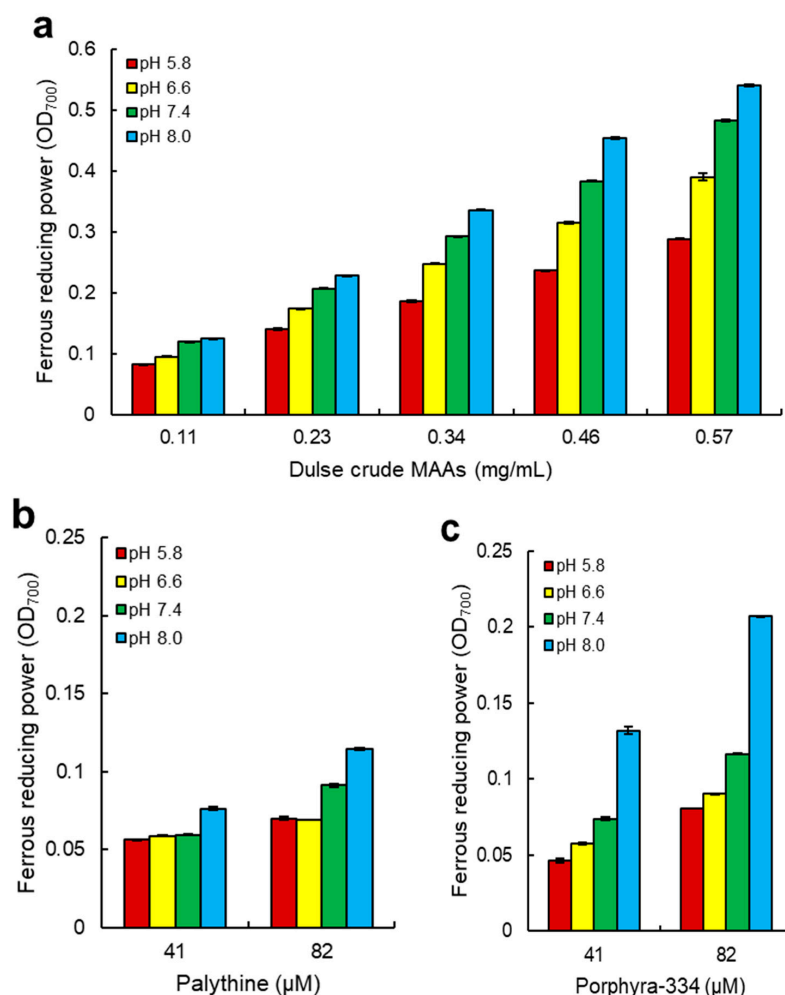 a
Ferrous reducing power (OD₇₀₀)
0.6
0.5
0.4
0.3
0.2
0.1
0
pH 5.8
pH 6.6
pH 7.4
pH 8.0
0.11 0.23 0.34 0.46 0.57
Dulse crude MAAs (mg/mL)
b
Ferrous reducing power (OD₇₀₀)
0.25
0.2
0.15
0.1
0.05
0
pH 5.8
pH 6.6
pH 7.4
pH 8.0
41 82
Palythine (µM)
c
Ferrous reducing power (OD₇₀₀)
0.25
0.2
0.15
0.1
0.05
0
pH 5.8
pH 6.6
pH 7.4
pH 8.0
41 82
Porphyra-334 (µM)